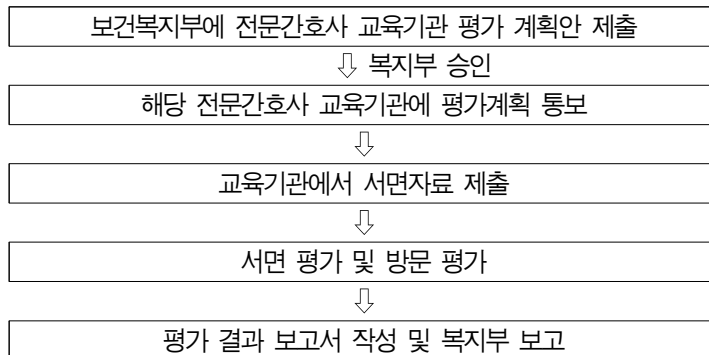 보건복지부에 전문간호사 교육기관 평가 계획안 제출
⇩ 복지부 승인
해당 전문간호사 교육기관에 평가계획 통보
⇩
교육기관에서 서면자료 제출
⇩
서면 평가 및 방문 평가
⇩
평가 결과 보고서 작성 및 복지부 보고